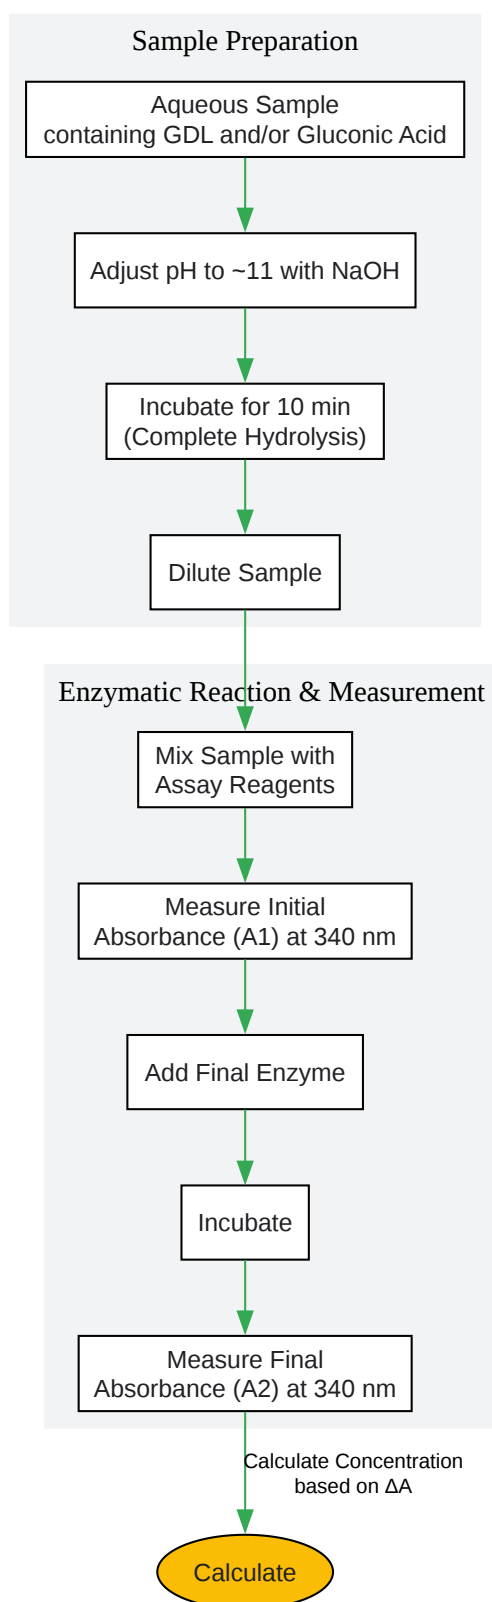 Sample Preparation
Aqueous Sample
containing GDL and/or Gluconic Acid
Adjust pH to ~11 with NaOH
Incubate for 10 min
(Complete Hydrolysis)
Dilute Sample
Enzymatic Reaction & Measurement
Mix Sample with
Assay Reagents
Measure Initial
Absorbance (A1) at 340 nm
Add Final Enzyme
Incubate
Measure Final
Absorbance (A2) at 340 nm
Calculate Concentration
based on ΔA
Calculate